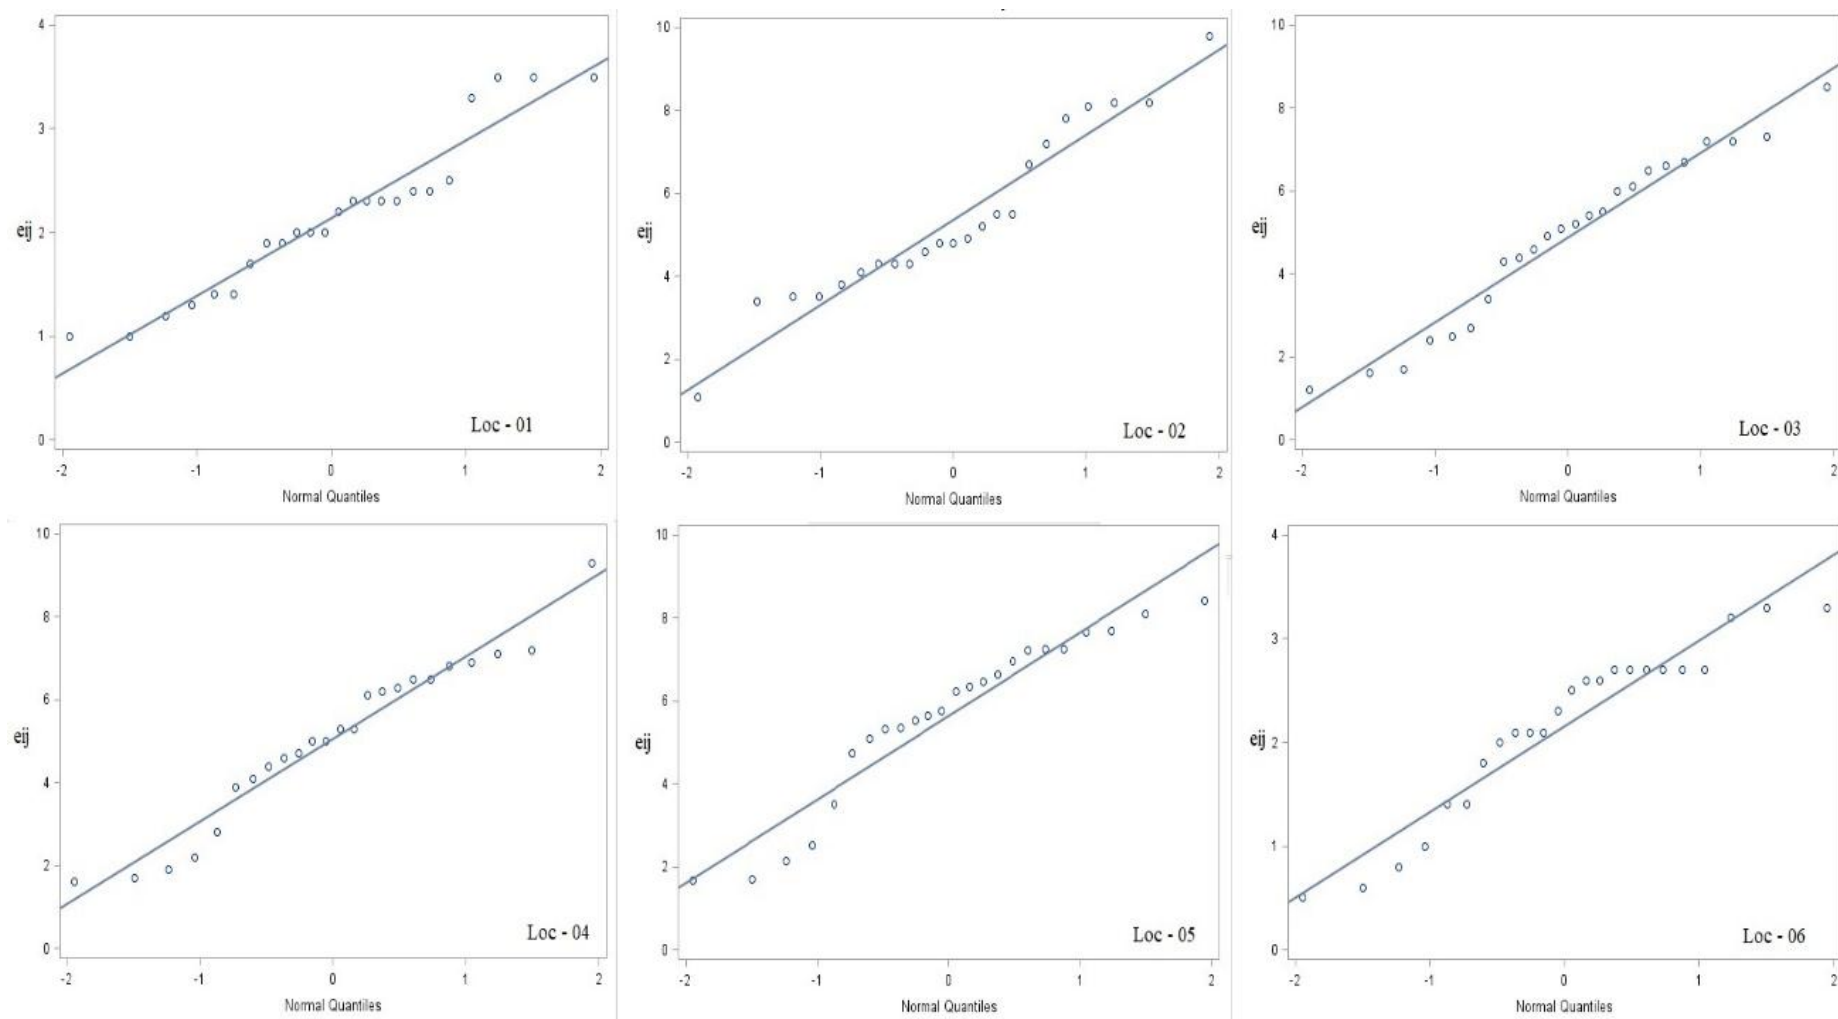 4
3
eij 2
1
0
Loc - 01
-2 -1 0 1 2
Normal Quantiles
10
8
6
eij
4
2
0
Loc - 02
-2 -1 0 1 2
Normal Quantiles
10
8
6
eij
4
2
0
Loc - 03
-2 -1 0 1 2
Normal Quantiles
10
8
6
eij
4
2
0
Loc - 04
-2 -1 0 1 2
Normal Quantiles
10
8
6
eij
4
2
0
Loc - 05
-2 -1 0 1 2
Normal Quantiles
4
3
eij 2
1
0
Loc - 06
-2 -1 0 1 2
Normal Quantiles